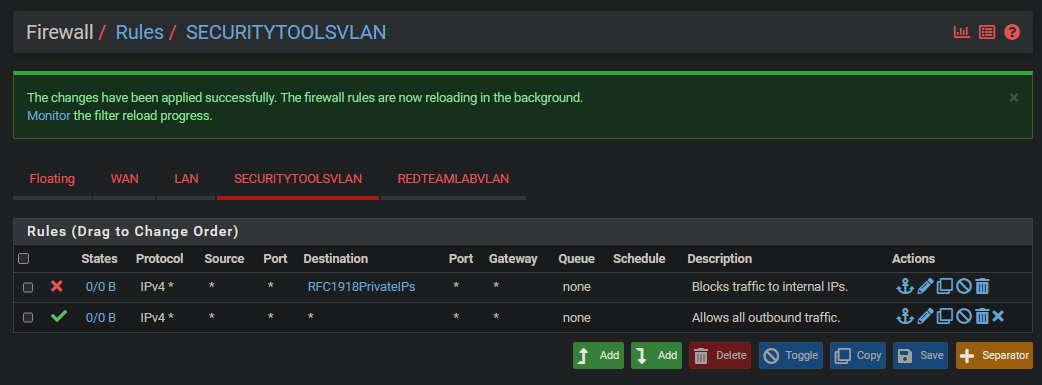 Firewall / Rules / SECURITYTOOLSVLAN
The changes have been applied successfully. The firewall rules are now reloading in the background.
Monitor the filter reload progress.
Floating WAN LAN SECURITYTOOLSVLAN REDTEAMLABVLAN
Rules (Drag to Change Order)
States Protocol Source Port Destination Port Gateway Queue Schedule Description Actions
0/0 B IPv4 * * * RFC1918PrivateIPs * * none Blocks traffic to internal IPs.
0/0 B IPv4 * * * * * * none Allows all outbound traffic.
Add Add Delete Toggle Copy Save Separator